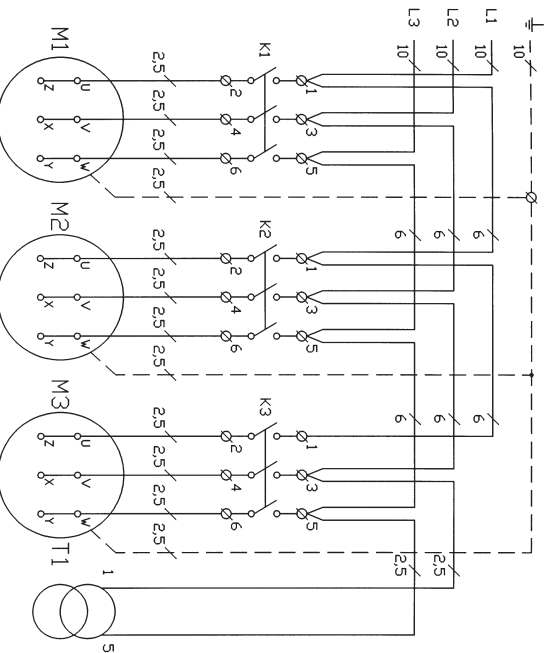 10
L1 10 6 6
L2 10 6 6 2,5
L3 10 6 6 2,5
1 3 5 1 3 5 1 3 5
K1 K2 K3
2 4 6 2 4 6 2 4 6
2,5 2,5 2,5 2,5 2,5 2,5 2,5 2,5 2,5 2,5 2,5 2,5
1 5
U V W U V W U V W
M1 M2 M3 T1
Z X Y Z X Y Z X Y